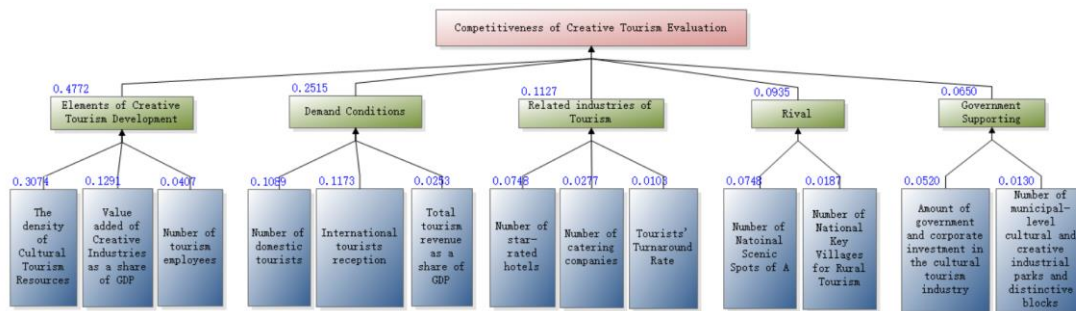 Competitiveness of Creative Tourism Evaluation
0.4772
0.2515
0.1127
0.0935
0.0650
Elements of Creative
Tourism Development
Demand Conditions
Related industries of
Tourism
Rival
Government
Supporting
0.3074
0.1291
0.0407
0.1089
0.1173
0.0253
0.0748
0.0277
0.0103
0.0748
0.0187
0.0520
0.0130
The
density
of
Cultural
Tourism
Resources
Value
added of
Creative
Industries
as a share
of GDP
Number of
tourism
employees
Number of
domestic
tourists
International
tourists
reception
Total
tourism
revenue
as a
share of
GDP
Number of
star-
rated
hotels
Number of
catering
companies
Tourists'
Turnaround
Rate
Number of
Natoinal
Scenic
Spots of A
Number of
National
Key
Villages
for Rural
Tourism
Amount of
government
and corporate
investment in
the cultural
tourism
industry
Number of
municipal-
level
cultural and
creative
industrial
parks and
distinctive
blocks